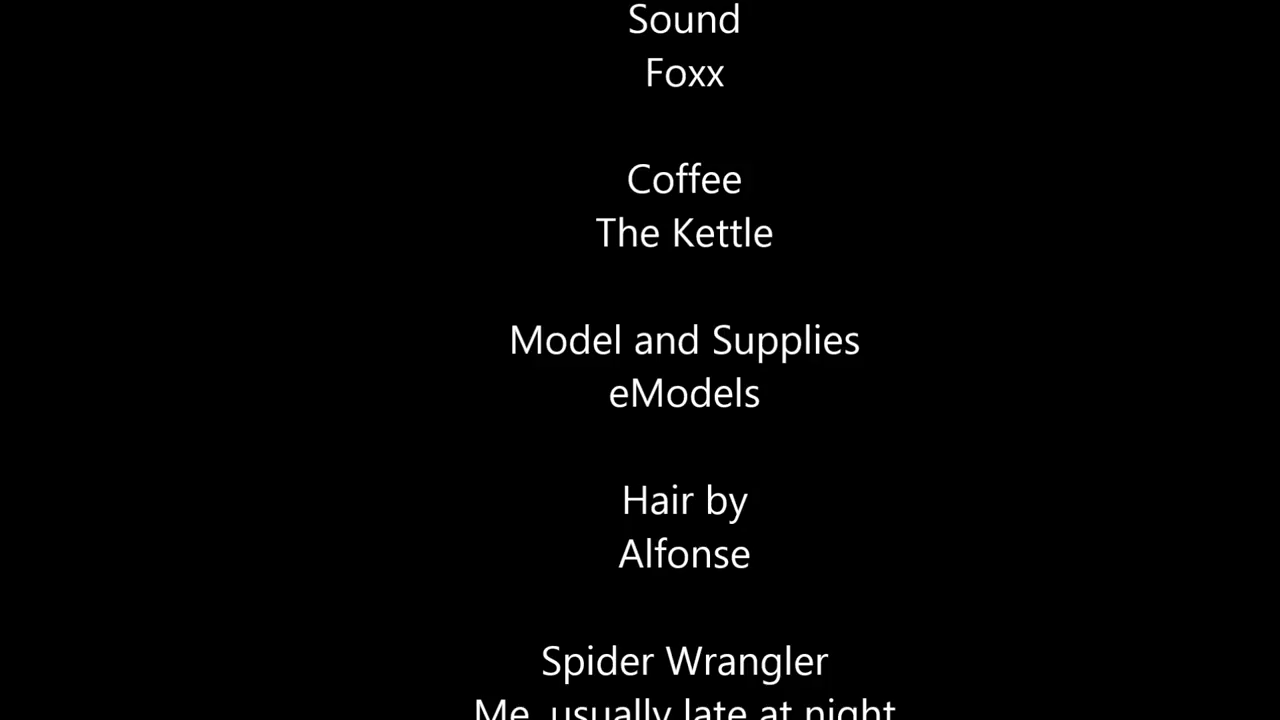 Sound
Foxx
Coffee
The Kettle
Model and Supplies
eModels
Hair by
Alfonse
Spider Wrangler
Me, usually late at night